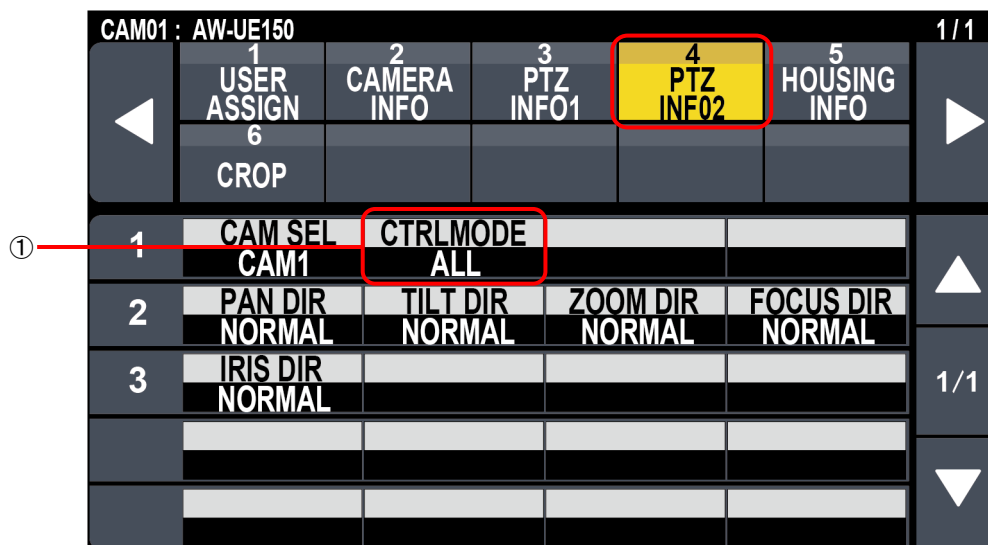 CAM01 : AW-UE150 1 / 1
1 2 3 4 5
USER CAMERA PTZ PTZ HOUSING
ASSIGN INFO INFO1 INF02 INFO
6
CROP
① 1 CAM SEL CTRLMODE
CAM1 ALL
2 PAN DIR TILT DIR ZOOM DIR FOCUS DIR
NORMAL NORMAL NORMAL NORMAL
3 IRIS DIR 1/1
NORMAL